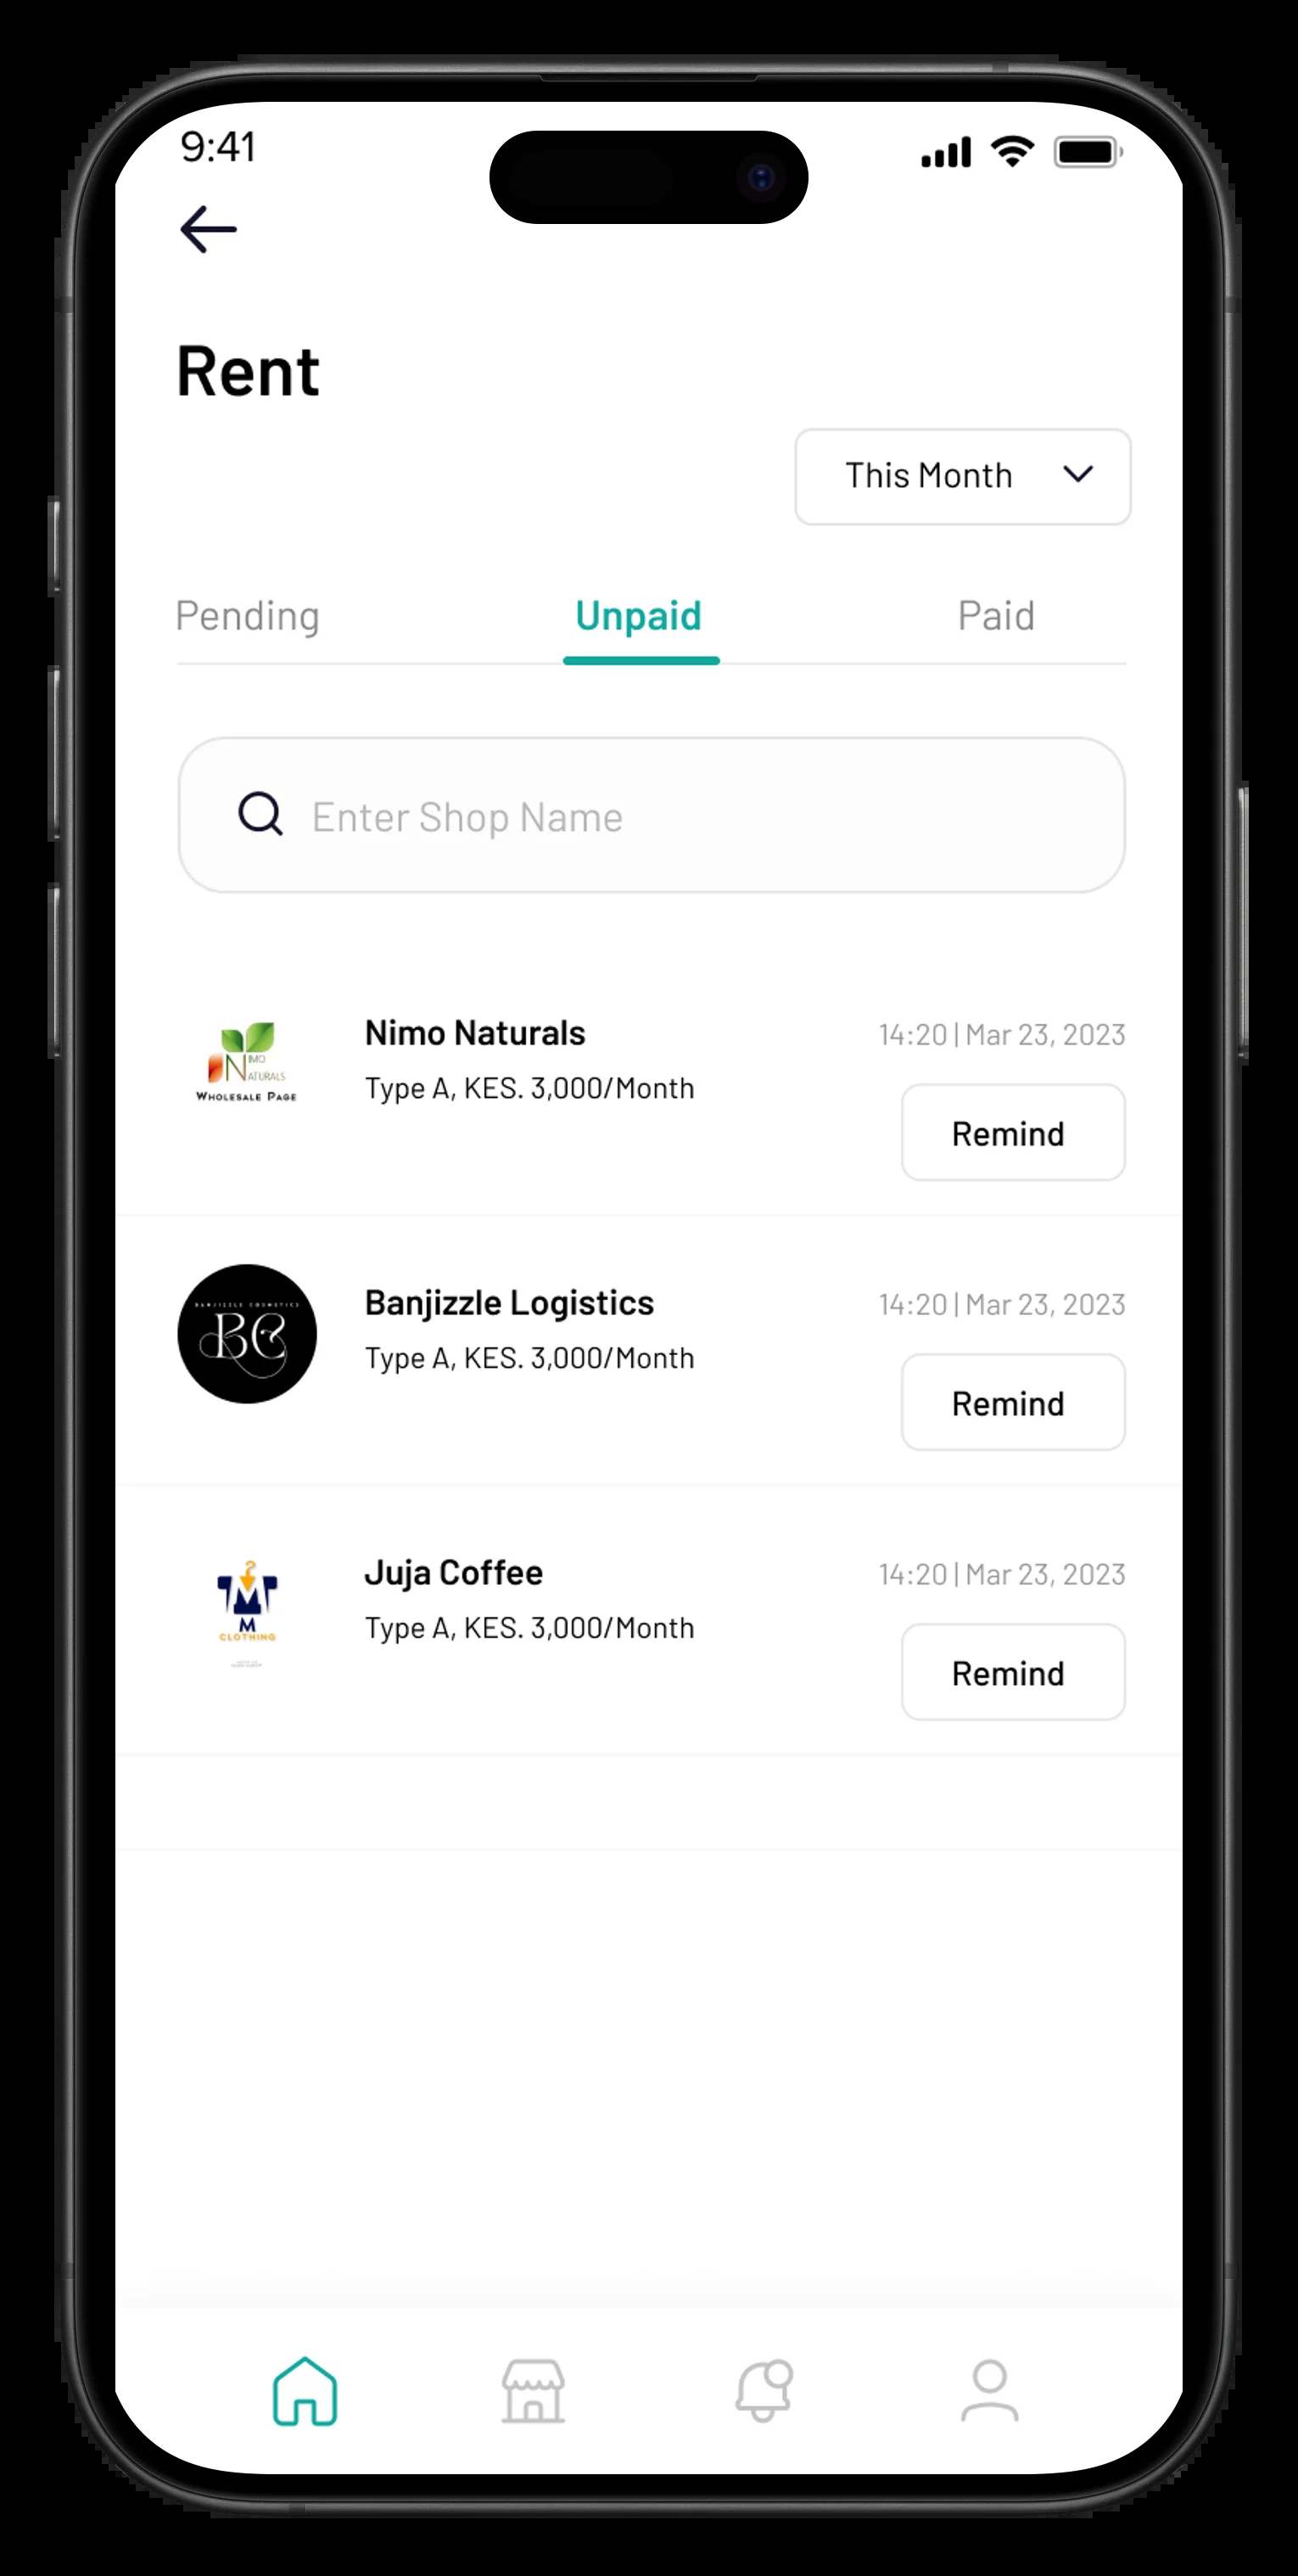 9:41
Rent
This Month
Pending
Unpaid
Paid
Enter Shop Name
NIMO
NATURALS
WHOLESALE PAGE
Nimo Naturals
14:20 | Mar 23, 2023
Type A, KES. 3,000/Month
Remind
BANJIZZLE COSMETICS
BC
Banjizzle Logistics
14:20 | Mar 23, 2023
Type A, KES. 3,000/Month
Remind
M
M
CLOTHING
Juja Coffee
14:20 | Mar 23, 2023
Type A, KES. 3,000/Month
Remind